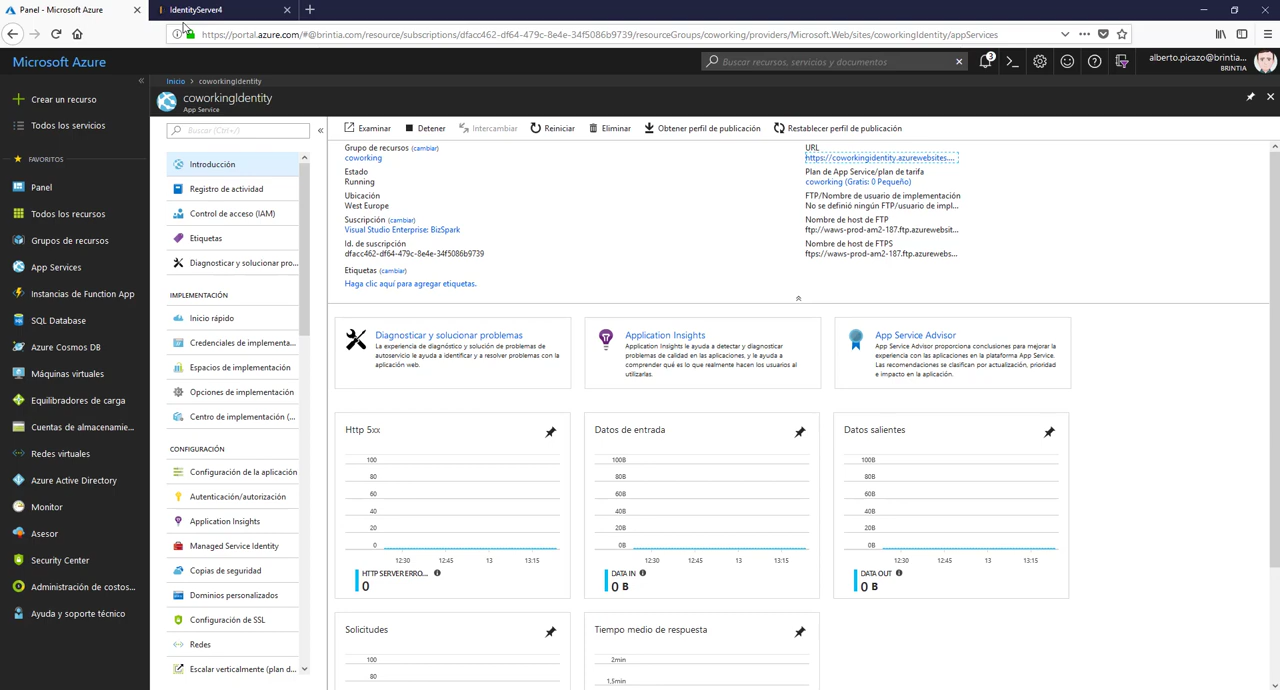 Panel - Microsoft Azure
IdentityServer4
https://portal.azure.com/#@brintia.com/resource/subscriptions/dfacc462-df64-479c-8e4e-34f5086b9739/resourceGroups/coworking/providers/Microsoft.Web/sites/coworkingIdentity/appServices
Microsoft Azure
Buscar recursos, servicios y documentos
3
alberto.picazo@brintia...
BRINTIA
Inicio > coworkingIdentity
coworkingIdentity
App Service
Crear un recurso
Todos los servicios
FAVORITOS
Panel
Todos los recursos
Grupos de recursos
App Services
Instancias de Function App
SQL Database
Azure Cosmos DB
Máquinas virtuales
Equilibradores de carga
Cuentas de almacenamie...
Redes virtuales
Azure Active Directory
Monitor
Asesor
Security Center
Administración de costos...
Ayuda y soporte técnico
Buscar (Ctrl+/)
Introducción
Registro de actividad
Control de acceso (IAM)
Etiquetas
Diagnosticar y solucionar pro...
IMPLEMENTACIÓN
Inicio rápido
Credenciales de implementa...
Espacios de implementación
Opciones de implementación
Centro de implementación (...
CONFIGURACIÓN
Configuración de la aplicación
Autenticación/autorización
Application Insights
Managed Service Identity
Copias de seguridad
Dominios personalizados
Configuración de SSL
Redes
Escalar verticalmente (plan d...
Examinar
Detener
Intercambiar
Reiniciar
Eliminar
Obtener perfil de publicación
Restablecer perfil de publicación
Grupo de recursos (cambiar)
coworking
Estado
Running
Ubicación
West Europe
Suscripción (cambiar)
Visual Studio Enterprise: BizSpark
Id. de suscripción
dfacc462-df64-479c-8e4e-34f5086b9739
Etiquetas (cambiar)
Haga clic aquí para agregar etiquetas.
URL
https://coworkingidentity.azurewebsites....
Plan de App Service/plan de tarifa
coworking (Gratis: 0 Pequeño)
FTP/Nombre de usuario de implementación
No se definió ningún FTP/usuario de impl...
Nombre de host de FTP
ftp://waws-prod-am2-187.ftp.azurewebsit...
Nombre de host de FTPS
ftps://waws-prod-am2-187.ftp.azurewebs...
Diagnosticar y solucionar problemas
La experiencia de diagnóstico y solución de problemas de
autoservicio le ayuda a identificar y a resolver problemas con la
aplicación web.
Application Insights
Application Insights le ayuda a detectar y diagnosticar
problemas de calidad en las aplicaciones, y le ayuda a
comprender qué es lo que realmente hacen los usuarios al
utilizarlas.
App Service Advisor
App Service Advisor proporciona conclusiones para mejorar la
experiencia con las aplicaciones en la plataforma App Service.
Las recomendaciones se clasifican por actualización, prioridad
e impacto en la aplicación.
Http 5xx
100
80
60
40
20
0
12:30 12:45 13 13:15
HTTP SERVER ERRO...
0
Datos de entrada
100B
80B
60B
40B
20B
0B
12:30 12:45 13 13:15
DATA IN
0 B
Datos salientes
100B
80B
60B
40B
20B
0B
12:30 12:45 13 13:15
DATA OUT
0 B
Solicitudes
100
80
Tiempo medio de respuesta
2min
1,5min